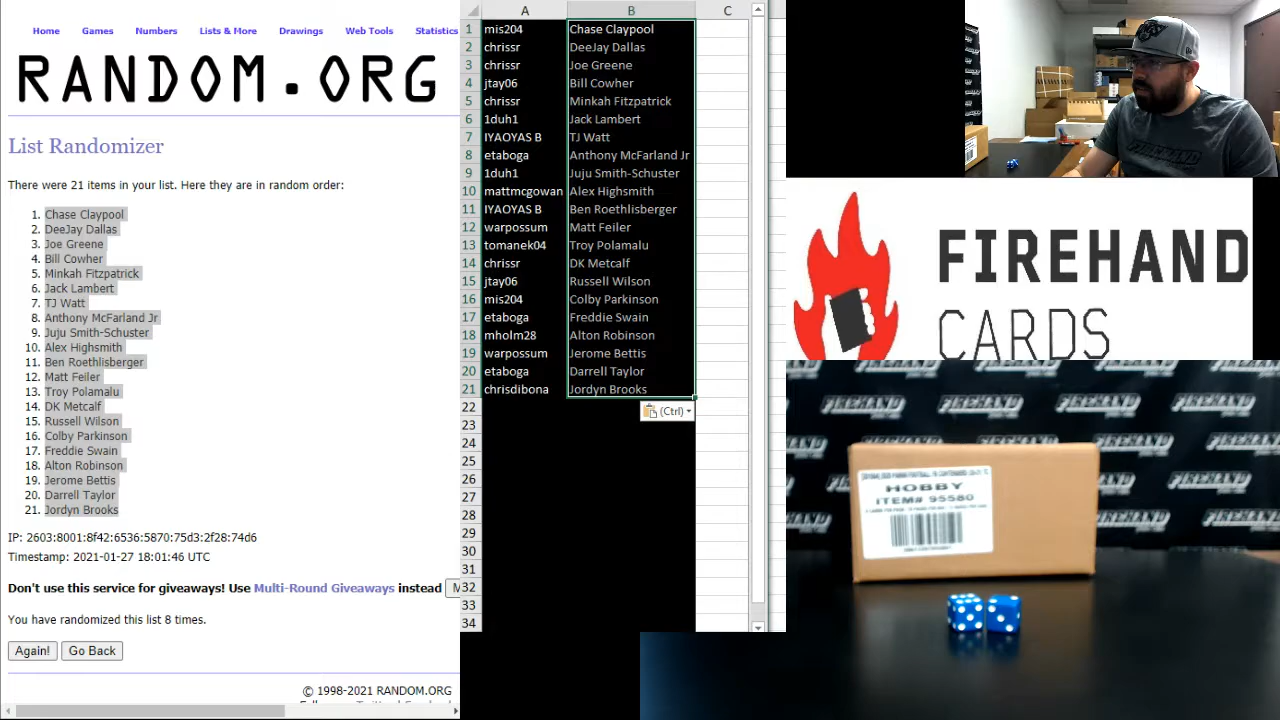 Home Games Numbers Lists & More Drawings Web Tools Statistics
RANDOM.ORG
List Randomizer
There were 21 items in your list. Here they are in random order:
1. Chase Claypool
2. DeeJay Dallas
3. Joe Greene
4. Bill Cowher
5. Minkah Fitzpatrick
6. Jack Lambert
7. TJ Watt
8. Anthony McFarland Jr
9. Juju Smith-Schuster
10. Alex Highsmith
11. Ben Roethlisberger
12. Matt Feiler
13. Troy Polamalu
14. DK Metcalf
15. Russell Wilson
16. Colby Parkinson
17. Freddie Swain
18. Alton Robinson
19. Jerome Bettis
20. Darrell Taylor
21. Jordyn Brooks
IP: 2603:8001:8f42:6536:5870:75d3:2f28:74d6
Timestamp: 2021-01-27 18:01:46 UTC
Don't use this service for giveaways! Use Multi-Round Giveaways instead
You have randomized this list 8 times.
Again! Go Back
© 1998-2021 RANDOM.ORG
A B C
1 mis204 Chase Claypool
2 chrissr DeeJay Dallas
3 chrissr Joe Greene
4 jtay06 Bill Cowher
5 chrissr Minkah Fitzpatrick
6 1duh1 Jack Lambert
7 IYAOYAS B TJ Watt
8 etaboga Anthony McFarland Jr
9 1duh1 Juju Smith-Schuster
10 mattmcgowan Alex Highsmith
11 IYAOYAS B Ben Roethlisberger
12 warpossum Matt Feiler
13 tomanek04 Troy Polamalu
14 chrissr DK Metcalf
15 jtay06 Russell Wilson
16 mis204 Colby Parkinson
17 etaboga Freddie Swain
18 mholm28 Alton Robinson
19 warpossum Jerome Bettis
20 etaboga Darrell Taylor
21 chrisdibona Jordyn Brooks
22
(Ctrl)
23
24
25
26
27
28
29
30
31
32
33
34
FIREHAND
CARDS
HOBBY
ITEM# 95580
FIREHAND